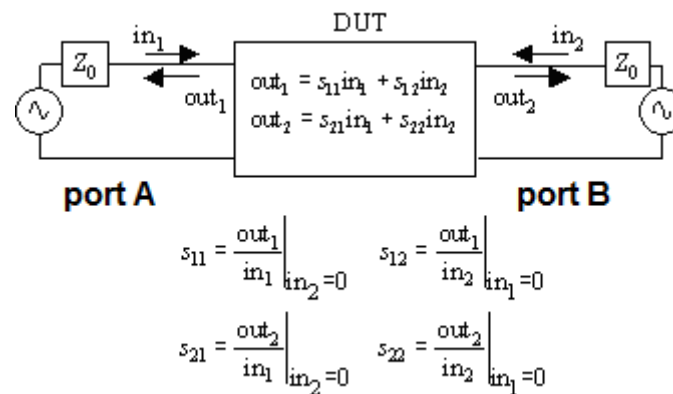 DUT
in₁
in₂
Z₀
Z₀
out₁
out₂
out₁ = s₁₁in₁ + s₁₂in₂
out₂ = s₂₁in₁ + s₂₂in₂
port A
port B
s₁₁ = out₁/in₁ |in₂=0
s₁₂ = out₁/in₂ |in₁=0
s₂₁ = out₂/in₁ |in₂=0
s₂₂ = out₂/in₂ |in₁=0